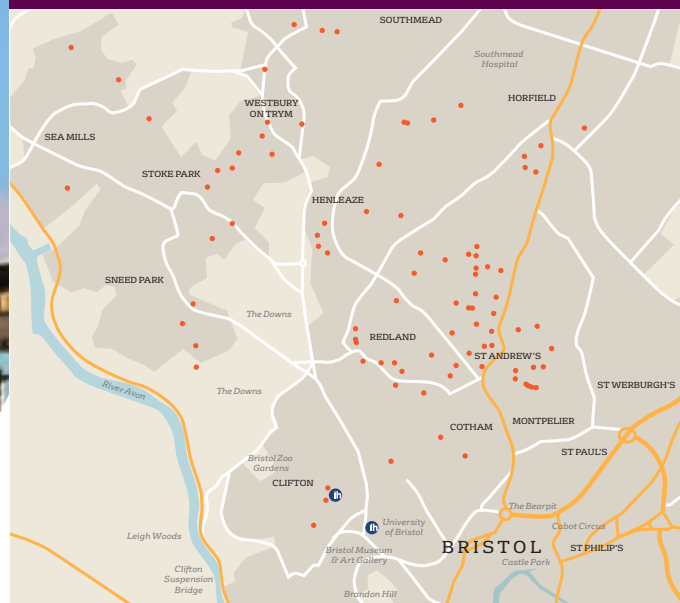 SOUTHMEAD
Southmead
Hospital
HORFIELD
WESTBURY
ON TRYM
SEA MILLS
STOKE PARK
HENLEAZE
SNEED PARK
The Downs
REDLAND
ST ANDREW'S
River Avon
The Downs
ST WERBURGH'S
COTHAM
MONTPELIER
ST PAUL'S
Bristol Zoo
Gardens
CLIFTON
lh
The Bearpit
lh
University
of Bristol
Cabot Circus
Leigh Woods
BRISTOL
ST PHILIP'S
Bristol Museum
& Art Gallery
Castle Park
Clifton
Suspension
Bridge
Brandon Hill